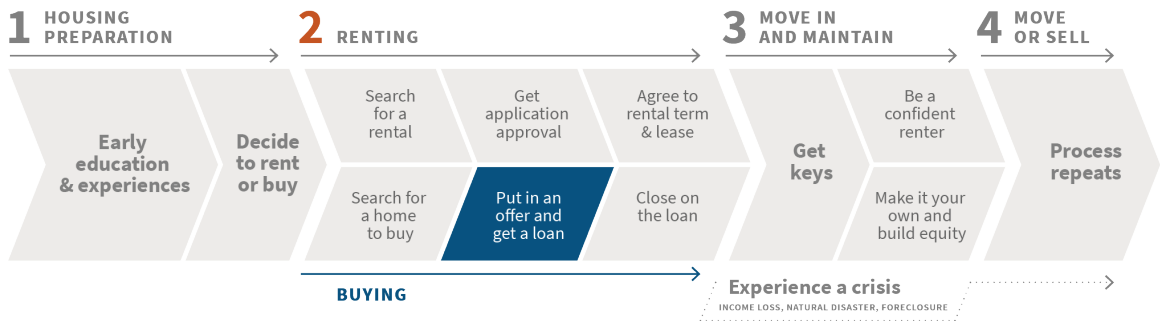 1 HOUSING
PREPARATION
2 RENTING
3 MOVE IN
AND MAINTAIN
4 MOVE
OR SELL
Early
education
& experiences
Decide
to rent
or buy
Search
for a
rental
Get
application
approval
Agree to
rental term
& lease
Search for
a home
to buy
Put in an
offer and
get a loan
Close on
the loan
Get
keys
Be a
confident
renter
Make it your
own and
build equity
Process
repeats
BUYING
Experience a crisis
INCOME LOSS, NATURAL DISASTER, FORECLOSURE